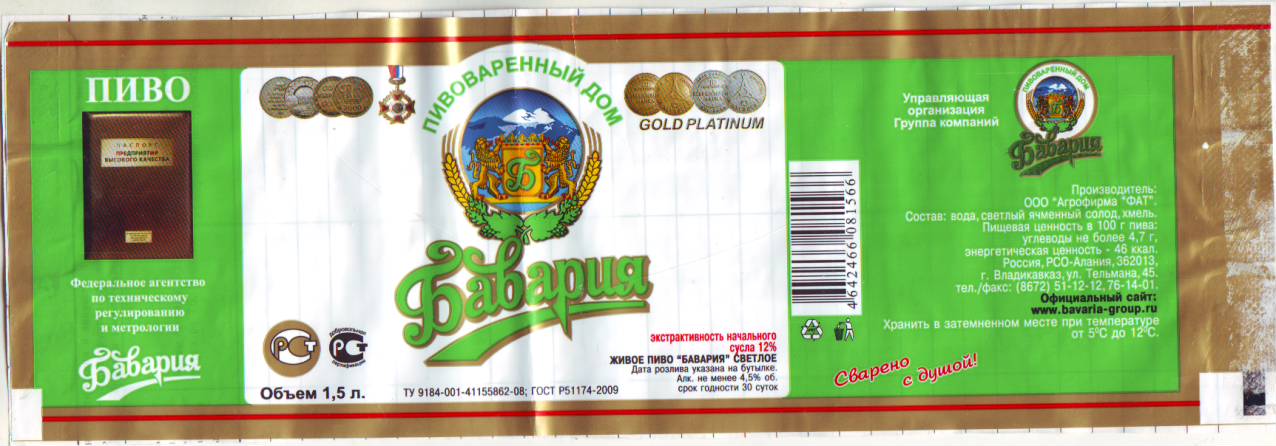 ПИВО
ПАСПОРТ
ПРЕДПРИЯТИЯ
ВЫСОКОГО КАЧЕСТВА
Федеральное агентство
по техническому
регулированию
и метрологии
Бавария
ПИВОВАРЕННЫЙ ДОМ
Б
Бавария
GOLD PLATINUM
РСТ
добровольная
РСТ
сертификация
Объем 1,5 л.
экстрактивность начального
сусла 12%
ЖИВОЕ ПИВО "БАВАРИЯ" СВЕТЛОЕ
Дата розлива указана на бутылке.
Алк. не менее 4,5% об.
срок годности 30 суток
ТУ 9184-001-41155862-08; ГОСТ Р51174-2009
4642466081566
Управляющая
организация
Группа компаний
ПИВОВАРЕННЫЙ ДОМ
Бавария
Производитель:
ООО "Агрофирма "ФАТ".
Состав: вода, светлый ячменный солод, хмель.
Пищевая ценность в 100 г пива:
углеводы не более 4,7 г,
энергетическая ценность - 46 ккал.
Россия, РСО-Алания, 362013,
г. Владикавказ, ул. Тельмана, 45.
тел./факс: (8672) 51-12-12, 76-14-01.
Официальный сайт:
www.bavaria-group.ru
Хранить в затемненном месте при температуре
от 5°С до 12°С.
Сварено
с душой!